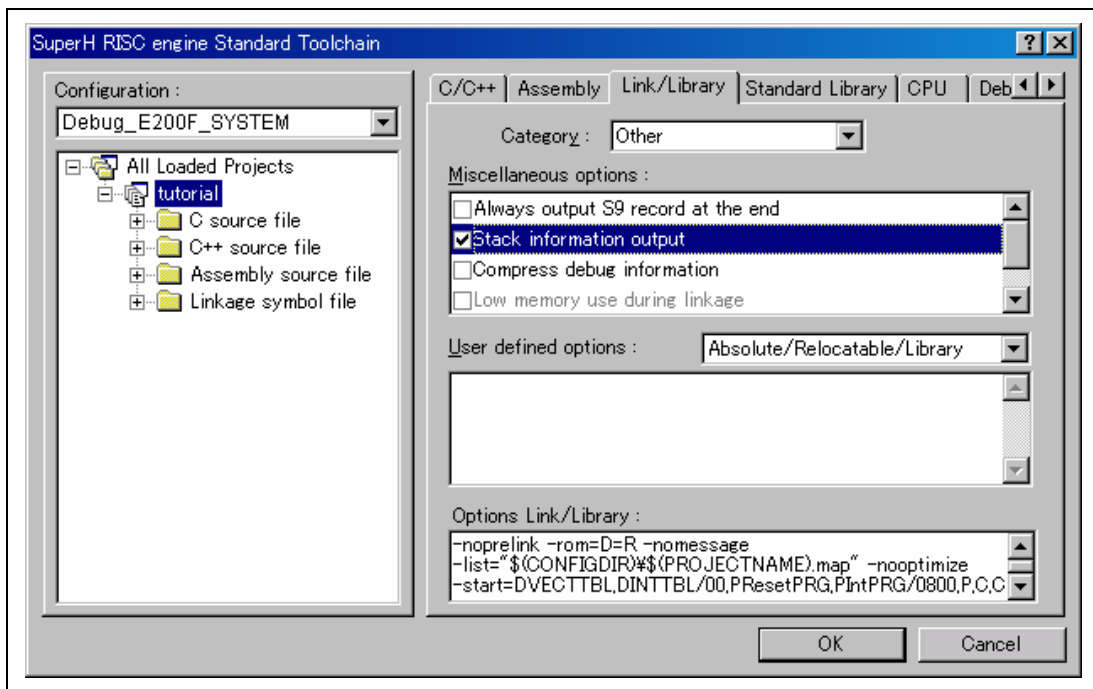 SuperH RISC engine Standard Toolchain
Configuration :
Debug_E200F_SYSTEM
All Loaded Projects
tutorial
C source file
C++ source file
Assembly source file
Linkage symbol file
C/C++ Assembly Link/Library Standard Library CPU Deb
Category : Other
Miscellaneous options :
Always output S9 record at the end
Stack information output
Compress debug information
Low memory use during linkage
User defined options : Absolute/Relocatable/Library
Options Link/Library :
-noprelink -rom=D=R -nomessage
-list="$(CONFIGDIR)¥$(PROJECTNAME).map" -nooptimize
-start=DVECTTBL,DINTTBL/00,PResetPRG,PIntPRG/0800,P,C,C
OK Cancel